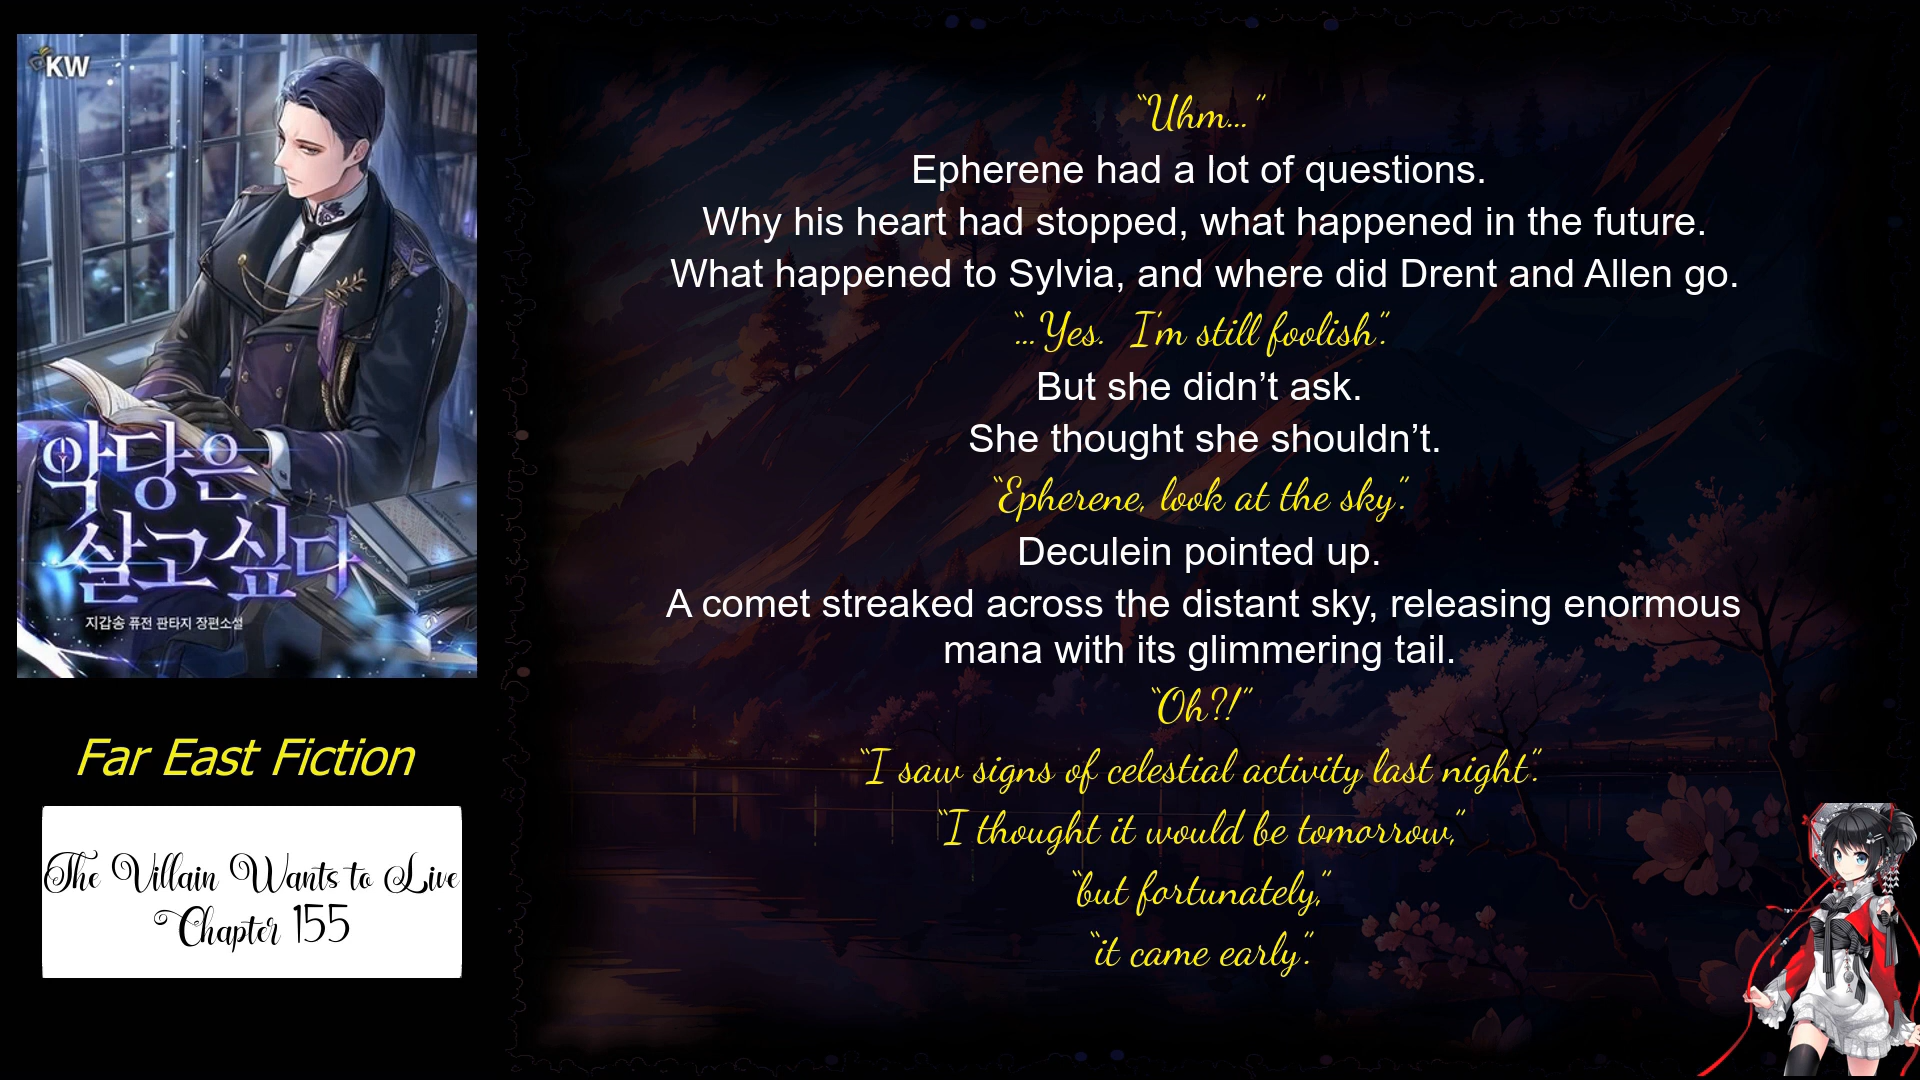 KW
악당은
살고싶다
지갑송 퓨전 판타지 장편소설
Far East Fiction
The Villain Wants to Live
Chapter 155
“Uhm...”
Epherene had a lot of questions.
Why his heart had stopped, what happened in the future.
What happened to Sylvia, and where did Drent and Allen go.
“...Yes. I’m still foolish.”
But she didn’t ask.
She thought she shouldn’t.
“Epherene, look at the sky.”
Deculein pointed up.
A comet streaked across the distant sky, releasing enormous
mana with its glimmering tail.
“Oh?!”
“I saw signs of celestial activity last night.”
“I thought it would be tomorrow,”
“but fortunately,”
“it came early.”